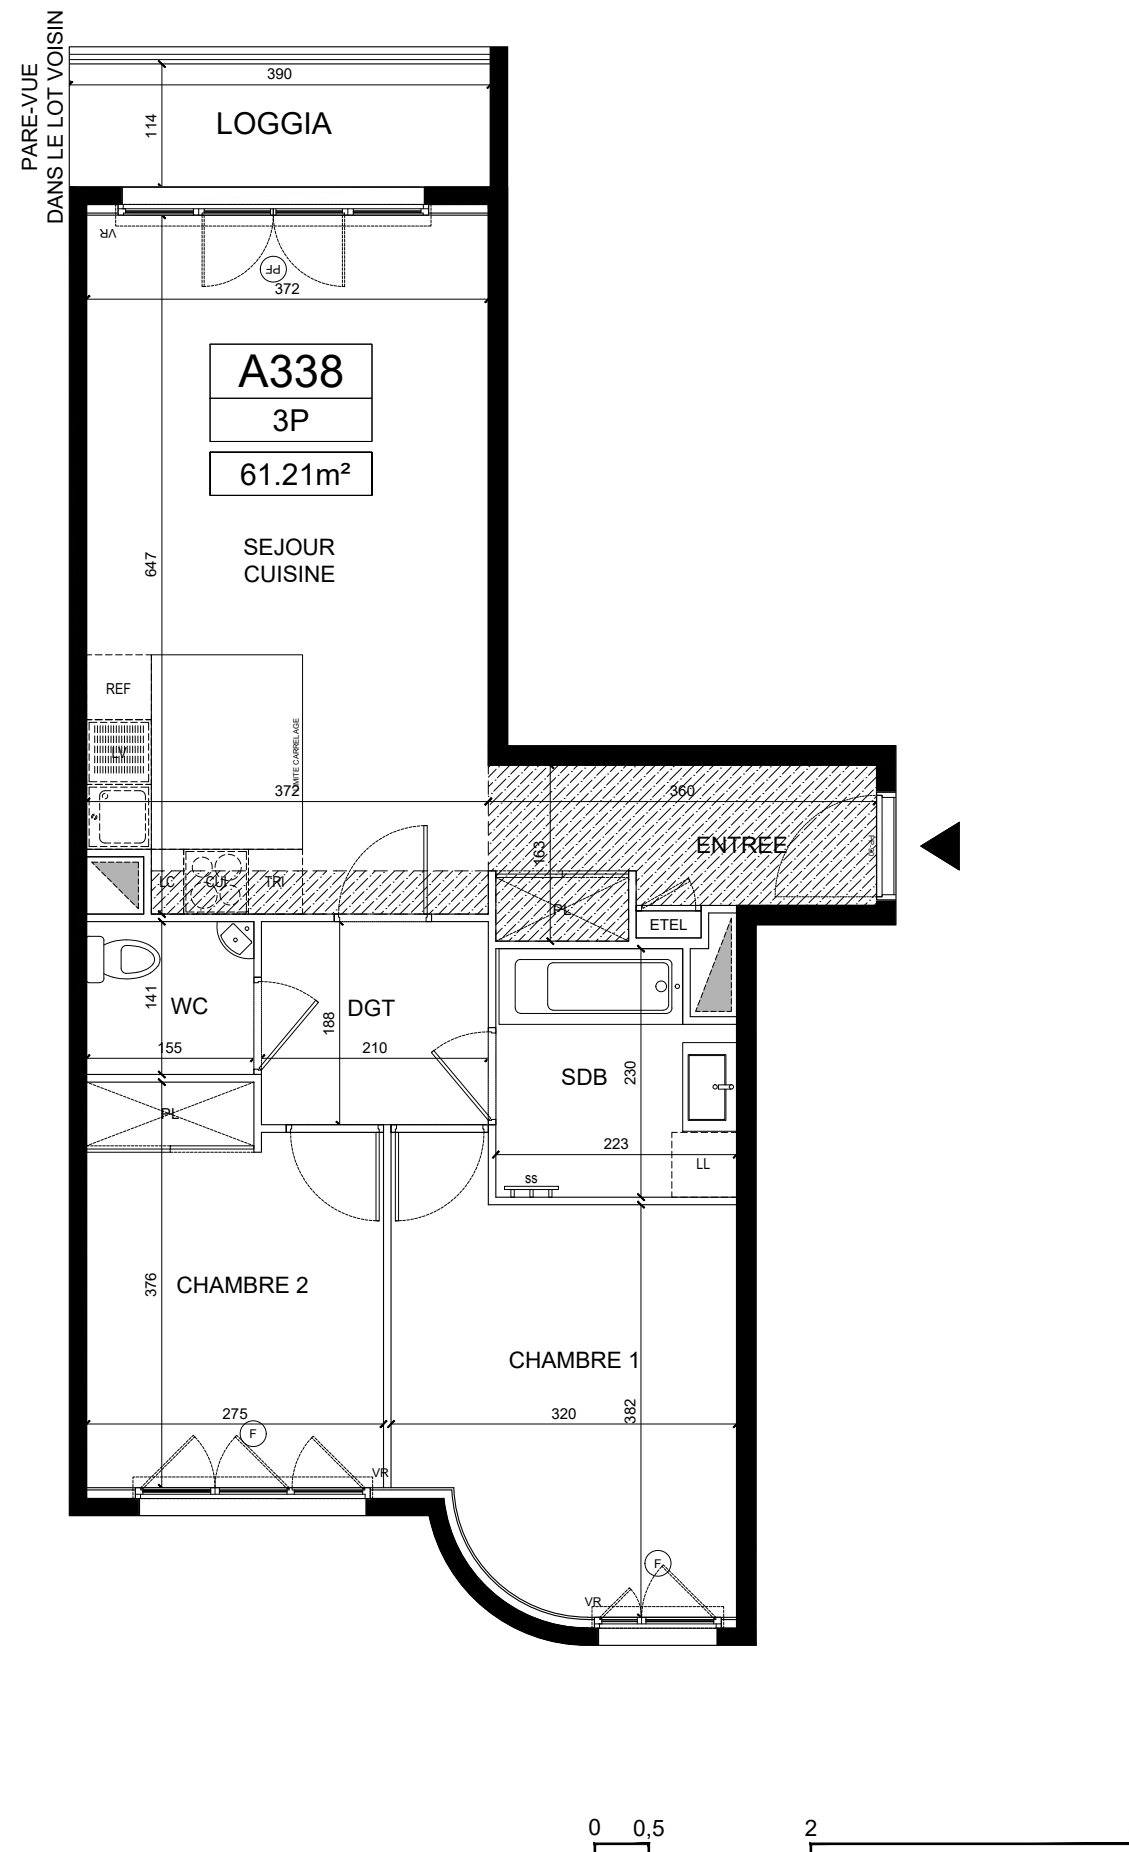 PARE-VUE
DANS LE LOT VOISIN
390
114
LOGGIA
VR
PF
372
A338
3P
61.21m²
SEJOUR
CUISINE
647
REF
LV
372
360
163
ENTREE
LC
CUI
TRI
PL
ETEL
WC
141
155
DGT
188
210
SDB
230
223
LL
SS
PL
CHAMBRE 2
376
CHAMBRE 1
382
275
320
F
VR
F
VR
0 0,5 2